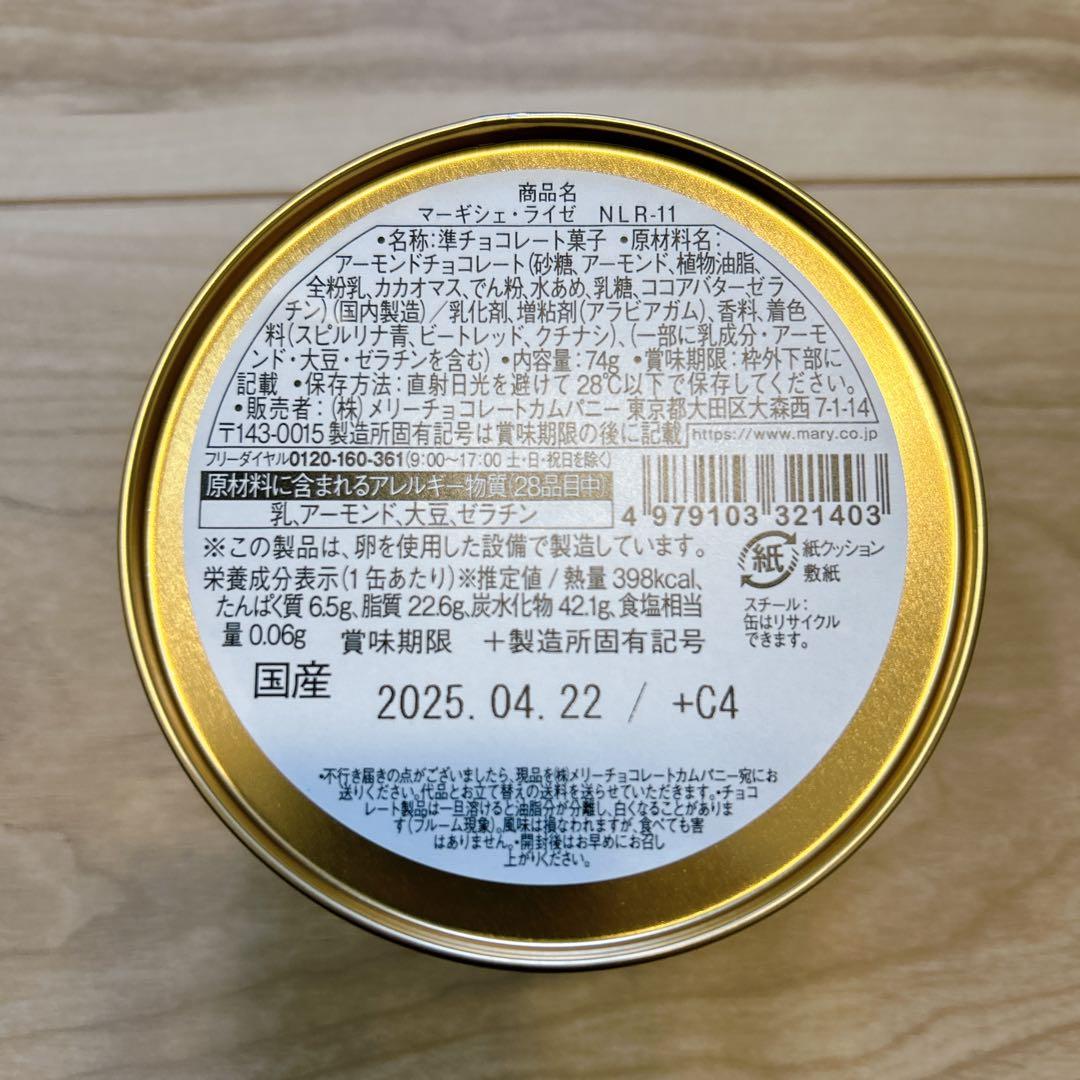 商品名
マーギシェ・ライゼ　NLR-11
•名称：準チョコレート菓子 •原材料名：
アーモンドチョコレート(砂糖、アーモンド、植物油脂、
全粉乳、カカオマス、でん粉、水あめ、乳糖、ココアバターゼラ
チン)(国内製造)／乳化剤、増粘剤(アラビアガム)、香料、着色
料(スピルリナ青、ビートレッド、クチナシ)、(一部に乳成分・アーモ
ンド・大豆・ゼラチンを含む) •内容量：74g •賞味期限：枠外下部に
記載 •保存方法：直射日光を避けて28℃以下で保存してください。
•販売者：(株)メリーチョコレートカムパニー 東京都大田区大森西7-1-14
〒143-0015 製造所固有記号は賞味期限の後に記載 https://www.mary.co.jp
フリーダイヤル0120-160-361(9:00～17:00 土・日・祝日を除く)
原材料に含まれるアレルギー物質(28品目中)
乳、アーモンド、大豆、ゼラチン
4 979103 321403
※この製品は、卵を使用した設備で製造しています。
紙
紙クッション
敷紙
栄養成分表示(1缶あたり)※推定値/熱量 398kcal、
たんぱく質 6.5g、脂質 22.6g、炭水化物 42.1g、食塩相当
量 0.06g
スチール：
缶はリサイクル
できます。
賞味期限　＋製造所固有記号
国産
2025.04.22 / +C4
•不行き届きの点がございましたら、現品を㈱メリーチョコレートカムパニー宛にお
送りください。代品とお立て替えの送料を送らせていただきます。•チョコ
レート製品は一旦溶けると油脂分が分離し、白くなることがありま
す(ブルーム現象)。風味は損なわれますが、食べても害
はありません。•開封後はお早めにお召し
上がりください。